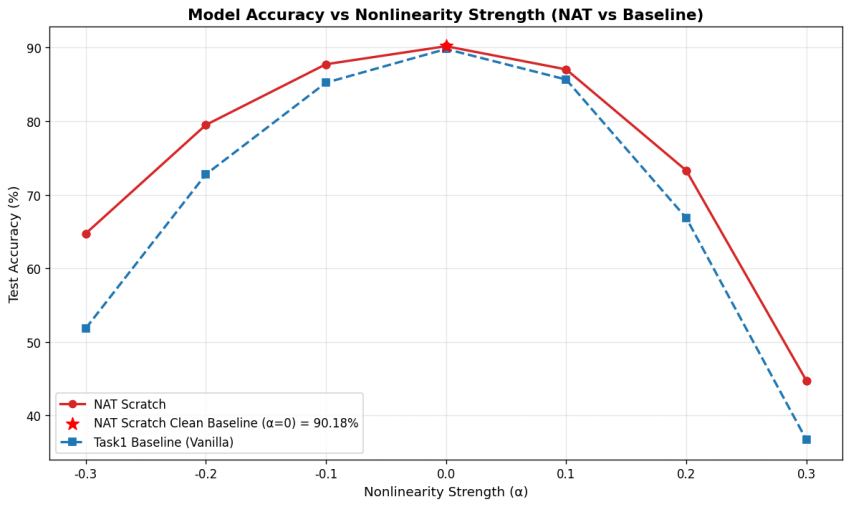 Model Accuracy vs Nonlinearity Strength (NAT vs Baseline)
90
80
70
60
50
40
Test Accuracy (%)
NAT Scratch
NAT Scratch Clean Baseline (α=0) = 90.18%
Task1 Baseline (Vanilla)
-0.3 -0.2 -0.1 0.0 0.1 0.2 0.3
Nonlinearity Strength (α)